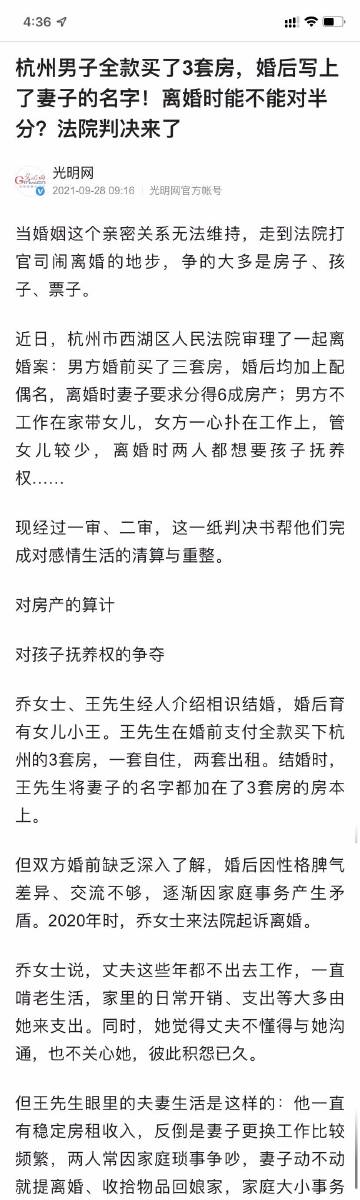 4:36
杭州男子全款买了3套房，婚后写上
了妻子的名字！离婚时能不能对半
分？法院判决来了
光明网
2021-09-28 09:16 光明网官方帐号
当婚姻这个亲密关系无法维持，走到法院打
官司闹离婚的地步，争的大多是房子、孩
子、票子。
近日，杭州市西湖区人民法院审理了一起离
婚案：男方婚前买了三套房，婚后均加上配
偶名，离婚时妻子要求分得6成房产；男方不
工作在家带女儿，女方一心扑在工作上，管
女儿较少，离婚时两人都想要孩子抚养
权……
现经过一审、二审，这一纸判决书帮他们完
成对感情生活的清算与重整。
对房产的算计
对孩子抚养权的争夺
乔女士、王先生经人介绍相识结婚，婚后育
有女儿小王。王先生在婚前支付全款买下杭
州的3套房，一套自住，两套出租。结婚时，
王先生将妻子的名字都加在了3套房的房本
上。
但双方婚前缺乏深入了解，婚后因性格脾气
差异、交流不够，逐渐因家庭事务产生矛
盾。2020年时，乔女士来法院起诉离婚。
乔女士说，丈夫这些年都不出去工作，一直
啃老生活，家里的日常开销、支出等大多由
她来支出。同时，她觉得丈夫不懂得与她沟
通，也不关心她，彼此积怨已久。
但王先生眼里的夫妻生活是这样的：他一直
有稳定房租收入，反倒是妻子更换工作比较
频繁，两人常因家庭琐事争吵，妻子动不动
就提离婚、收拾物品回娘家，家庭大小事务